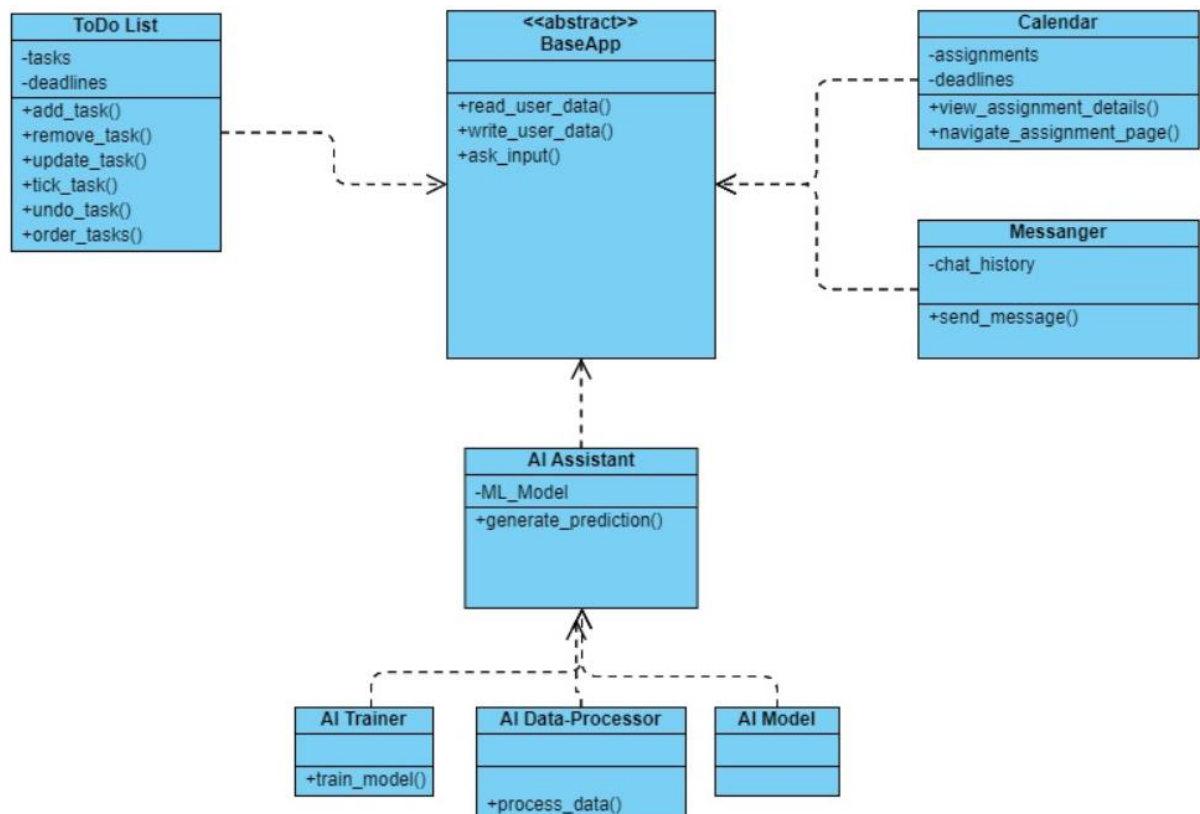 ToDo List
-tasks
-deadlines
+add_task()
+remove_task()
+update_task()
+tick_task()
+undo_task()
+order_tasks()
<<abstract>>
BaseApp
+read_user_data()
+write_user_data()
+ask_input()
Calendar
-assignments
-deadlines
+view_assignment_details()
+navigate_assignment_page()
Messanger
-chat_history
+send_message()
AI Assistant
-ML_Model
+generate_prediction()
AI Trainer
+train_model()
AI Data-Processor
+process_data()
AI Model